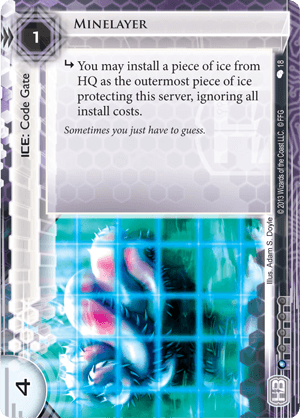 1
MINELAYER
ICE: Code Gate
↳ You may install a piece of ice from
HQ as the outermost piece of ice
protecting this server, ignoring all
install costs.
Sometimes you just have to guess.
18
© 2013 Wizards of the Coast LLC. © FFG
Illus. Adam S. Doyle
4
HB